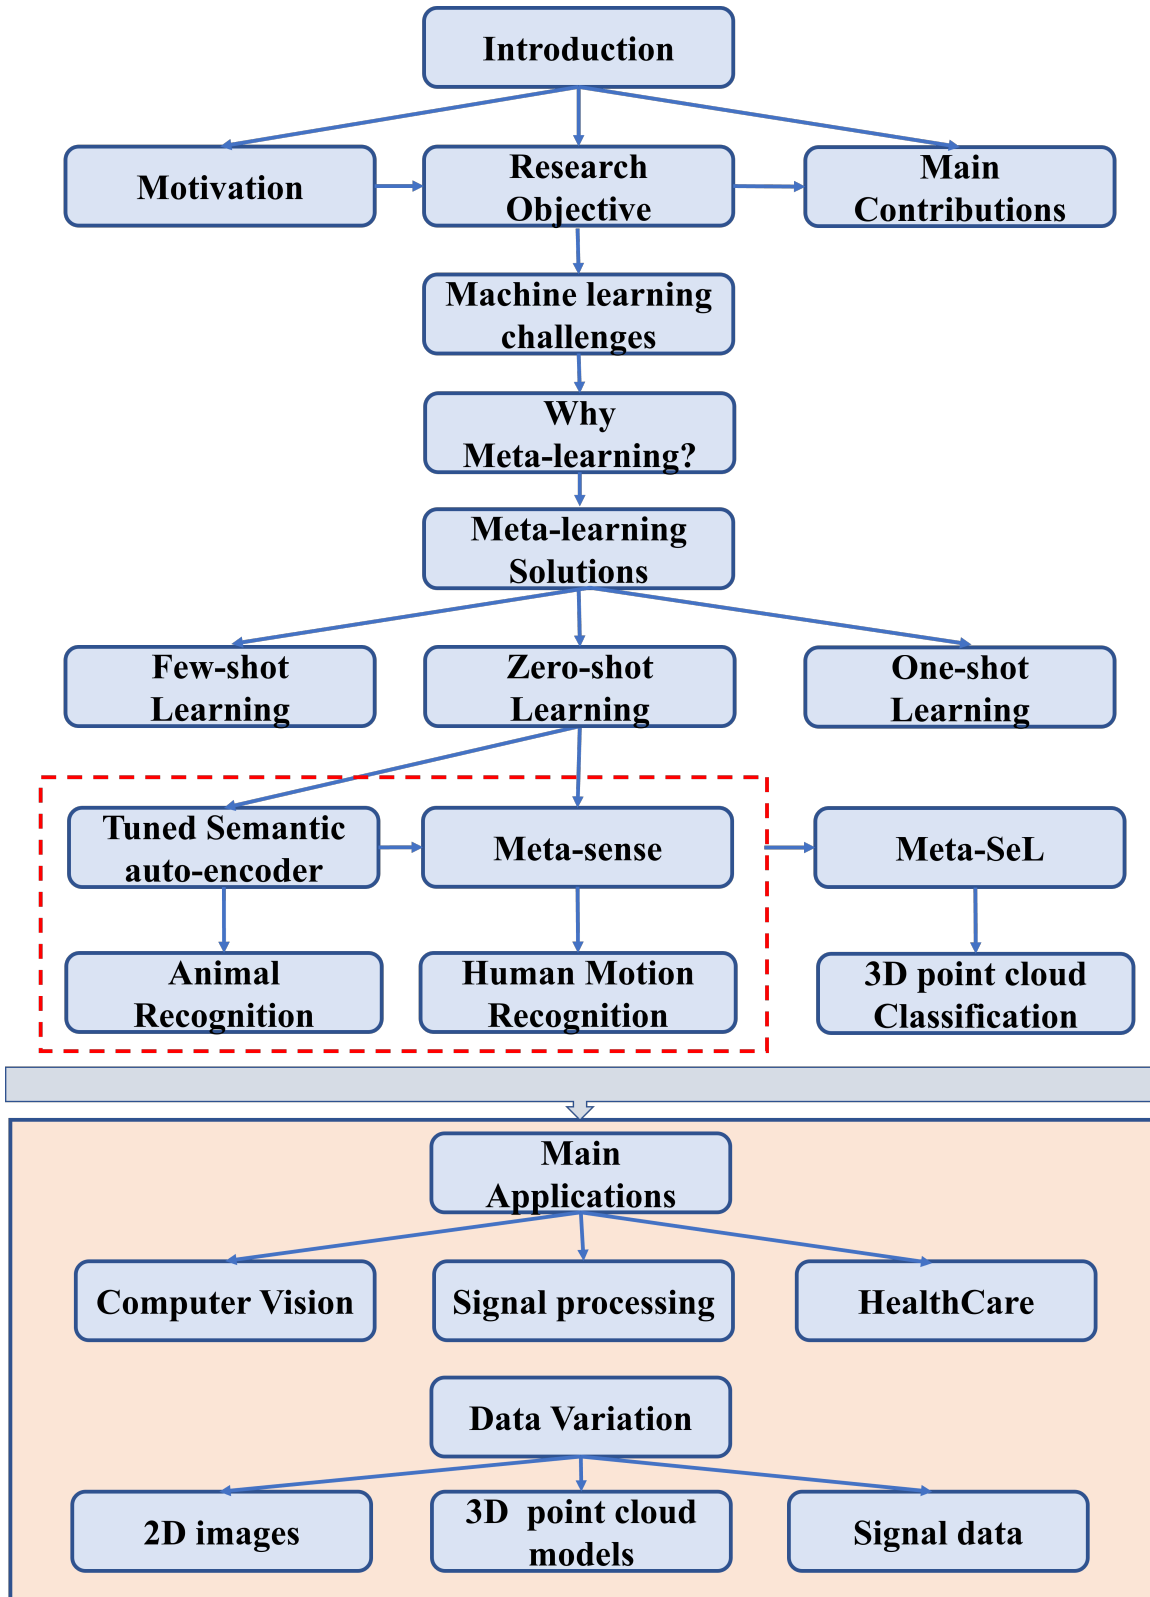 Introduction
Motivation
Research
Objective
Main
Contributions
Machine learning
challenges
Why
Meta-learning?
Meta-learning
Solutions
Few-shot
Learning
Zero-shot
Learning
One-shot
Learning
Tuned Semantic
auto-encoder
Meta-sense
Meta-SeL
Animal
Recognition
Human Motion
Recognition
3D point cloud
Classification
Main
Applications
Computer Vision
Signal processing
HealthCare
Data Variation
2D images
3D point cloud
models
Signal data